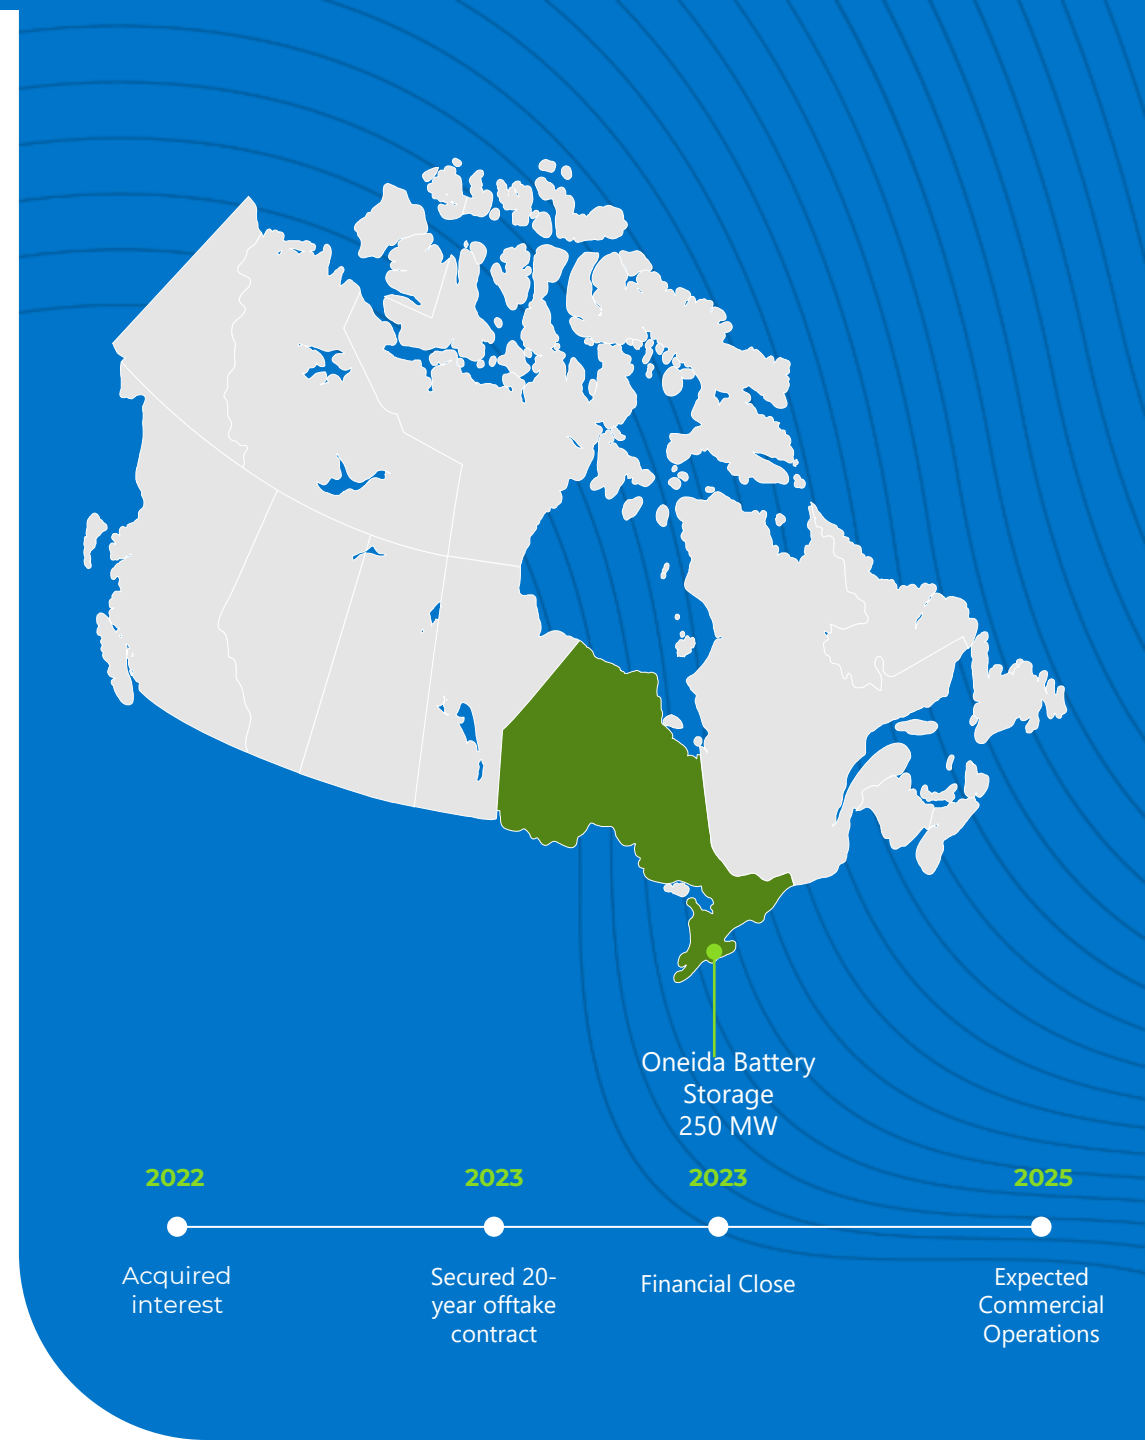 Oneida Battery
Storage
250 MW
2022
2023
2023
2025
Acquired
interest
Secured 20-
year offtake
contract
Financial Close
Expected
Commercial
Operations